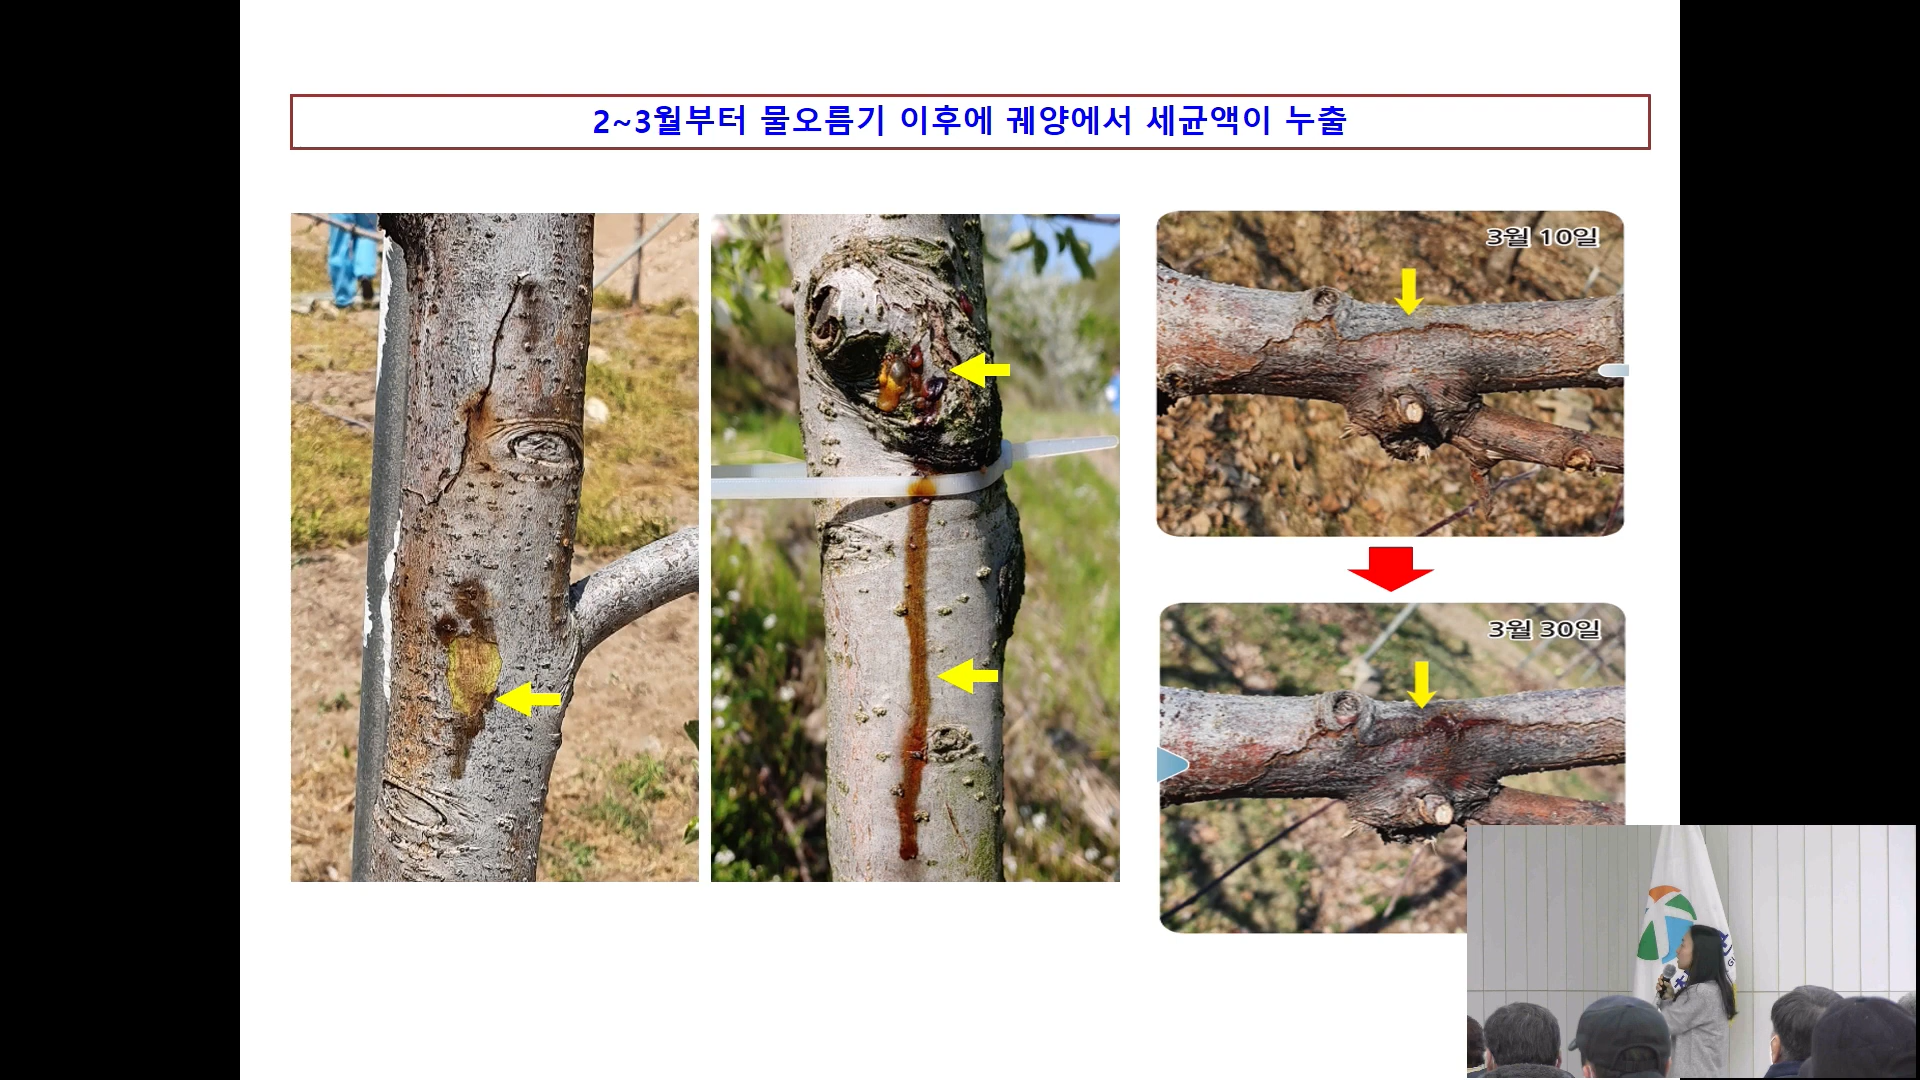 2~3월부터 물오름기 이후에 궤양에서 세균액이 누출
3월 10일
3월 30일